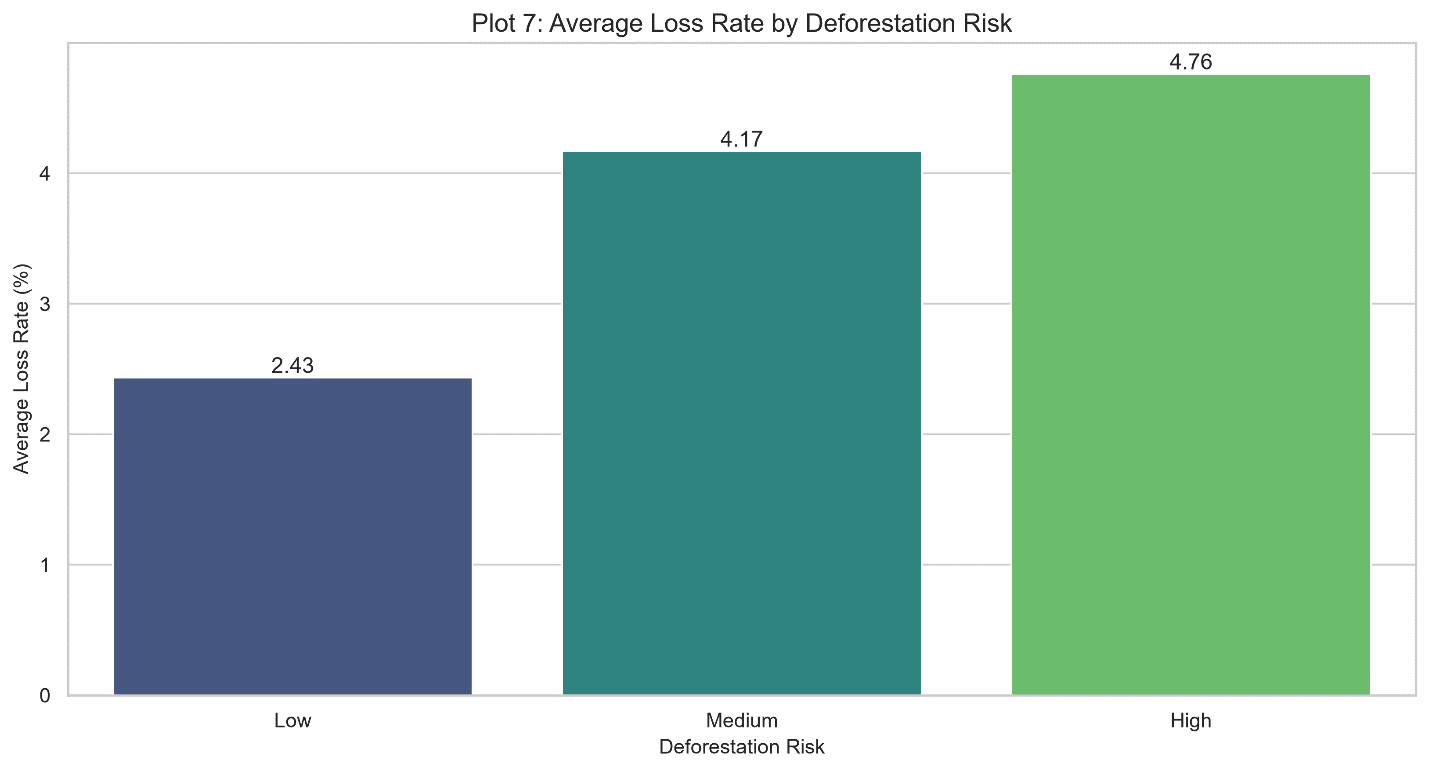 Plot 7: Average Loss Rate by Deforestation Risk
4.76
4.17
4
Average Loss Rate (%)
3
2.43
2
1
0
Low Medium High
Deforestation Risk